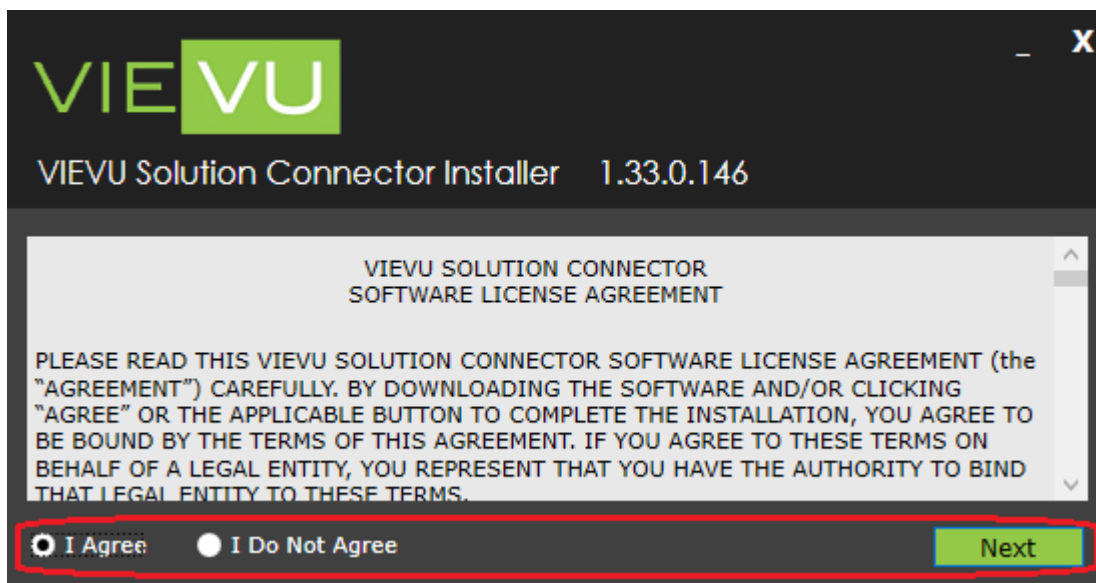 _ X
VIEVU
VIEVU Solution Connector Installer 1.33.0.146
VIEVU SOLUTION CONNECTOR
SOFTWARE LICENSE AGREEMENT
PLEASE READ THIS VIEVU SOLUTION CONNECTOR SOFTWARE LICENSE AGREEMENT (the
“AGREEMENT”) CAREFULLY. BY DOWNLOADING THE SOFTWARE AND/OR CLICKING
“AGREE” OR THE APPLICABLE BUTTON TO COMPLETE THE INSTALLATION, YOU AGREE TO
BE BOUND BY THE TERMS OF THIS AGREEMENT. IF YOU AGREE TO THESE TERMS ON
BEHALF OF A LEGAL ENTITY, YOU REPRESENT THAT YOU HAVE THE AUTHORITY TO BIND
THAT LEGAL ENTITY TO THESE TERMS.
I Agree I Do Not Agree Next